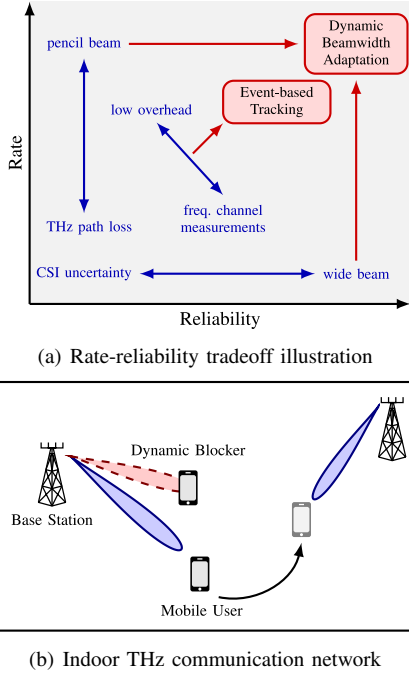 Dynamic
Beamwidth
Adaptation
pencil beam
Event-based
Tracking
low overhead
Rate
freq. channel
measurements
THz path loss
CSI uncertainty
wide beam
Reliability
(a) Rate-reliability tradeoff illustration
Dynamic Blocker
Base Station
Mobile User
(b) Indoor THz communication network